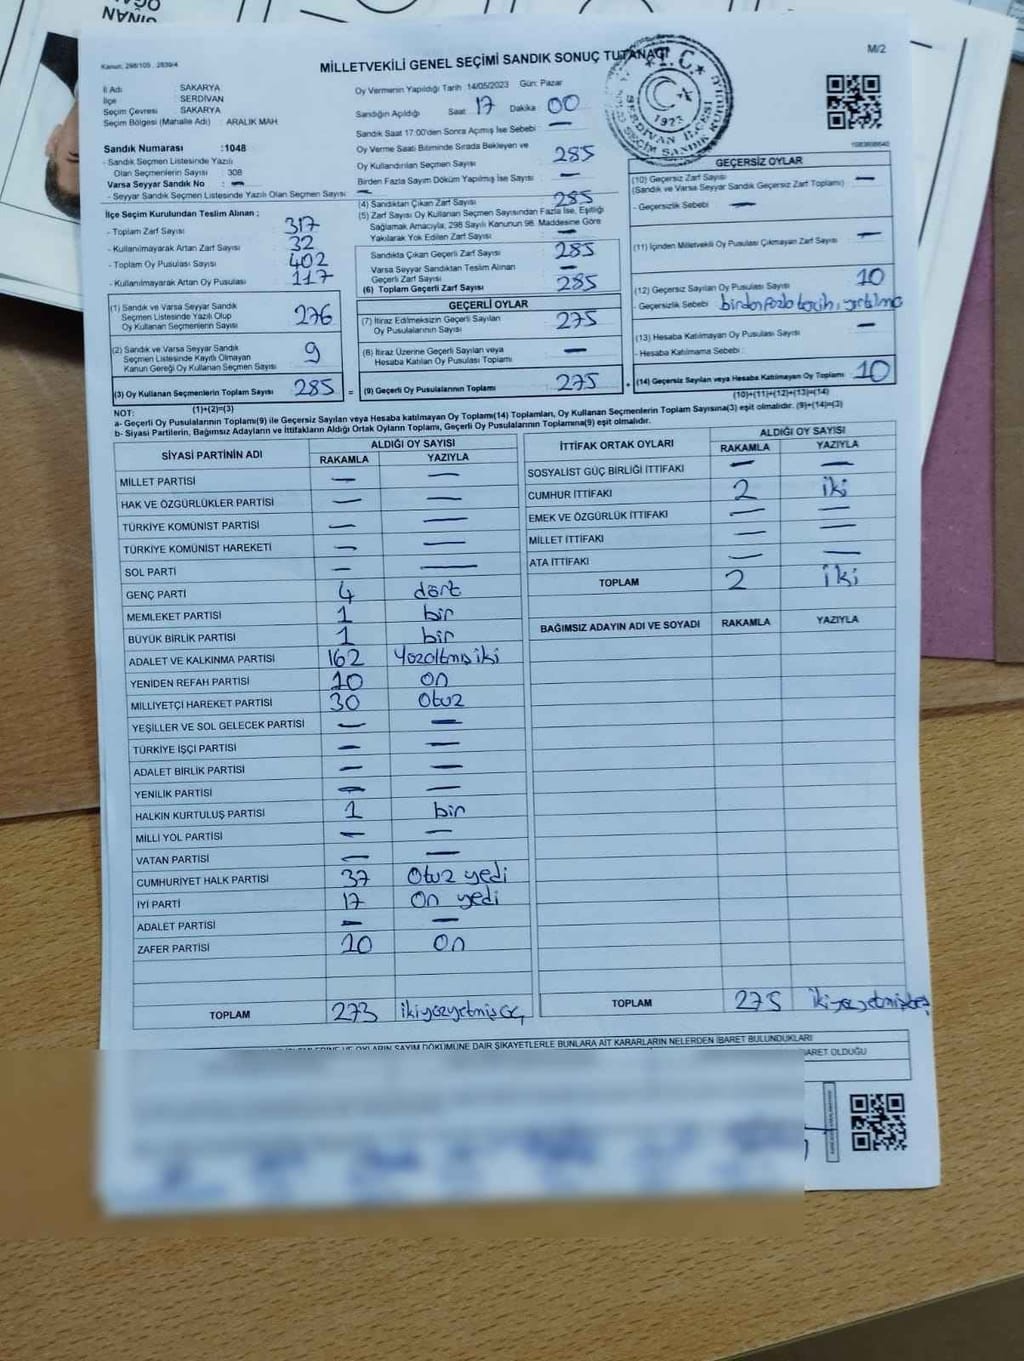 Kanun: 298/105 , 2839/4
MİLLETVEKİLİ GENEL SEÇİMİ SANDIK SONUÇ TUTANAĞI
M/2
İl Adı : SAKARYA
İlçe : SERDİVAN
Seçim Çevresi : SAKARYA
Seçim Bölgesi (Mahalle Adı) : ARALIK MAH
Sandık Numarası :1048
- Sandık Seçmen Listesinde Yazılı
Olan Seçmenlerin Sayısı : 308
Varsa Seyyar Sandık No : —
- Seyyar Sandık Seçmen Listesinde Yazılı Olan Seçmen Sayısı: —
Oy Vermenin Yapıldığı Tarih 14/05/2023 Gün: Pazar
Sandığın Açıldığı Saat 17 Dakika 00
Sandık Saat 17:00'den Sonra Açmış İse Sebebi —
Oy Verme Saati Bitiminde Sırada Bekleyen ve
Oy Kullandırılan Seçmen Sayısı 285
Birden Fazla Sayım Döküm Yapılmış İse Sayısı —
T.C
SERDİVAN İLÇESİ
SEÇİM SANDIK KURULU
1923
İlçe Seçim Kurulundan Teslim Alınan ;
- Toplam Zarf Sayısı : 317
- Kullanılmayarak Artan Zarf Sayısı : 32
- Toplam Oy Pusulası Sayısı : 402
- Kullanılmayarak Artan Oy Pusulası : 117
(4) Sandıktan Çıkan Zarf Sayısı 285
(5) Zarf Sayısı Oy Kullanan Seçmen Sayısından Fazla İse, Eşitliği
Sağlamak Amacıyla, 298 Sayılı Kanunun 98. Maddesine Göre
Yakılarak Yok Edilen Zarf Sayısı —
Sandıkta Çıkan Geçerli Zarf Sayısı 285
Varsa Seyyar Sandıktan Teslim Alınan
Geçerli Zarf Sayısı —
(6) Toplam Geçerli Zarf Sayısı 285
GEÇERSİZ OYLAR
(10) Geçersiz Zarf Sayısı —
(Sandık ve Varsa Seyyar Sandık Geçersiz Zarf Toplamı)
- Geçersizlik Sebebi —
(11) İçinden Milletvekili Oy Pusulası Çıkmayan Zarf Sayısı —
(12) Geçersiz Sayılan Oy Pusulası Sayısı 10
- Geçersizlik Sebebi birden fazla tercih, yırtılma
(13) Hesaba Katılmayan Oy Pusulası Sayısı —
- Hesaba Katılmama Sebebi :
(14) Geçersiz Sayılan veya Hesaba Katılmayan Oy Toplamı 10
(10)+(11)+(12)+(13)=(14)
(1) Sandık ve Varsa Seyyar Sandık
Seçmen Listesinde Yazılı Olup
Oy Kullanan Seçmenlerin Sayısı 276
(2) Sandık ve Varsa Seyyar Sandık
Seçmen Listesinde Kayıtlı Olmayan
Kanun Gereği Oy Kullanan Seçmen Sayısı 9
(3) Oy Kullanan Seçmenlerin Toplam Sayısı 285 =
(1)+(2)=(3)
GEÇERLİ OYLAR
(7) İtiraz Edilmeksizin Geçerli Sayılan
Oy Pusulalarının Sayısı 275
(8) İtiraz Üzerine Geçerli Sayılan veya
Hesaba Katılan Oy Pusulası Toplamı —
(9) Geçerli Oy Pusulalarının Toplamı 275 +
NOT:
a- Geçerli Oy Pusulalarının Toplamı(9) ile Geçersiz Sayılan veya Hesaba katılmayan Oy Toplamı(14) Toplamları, Oy Kullanan Seçmenlerin Toplam Sayısına(3) eşit olmalıdır. (9)+(14)=(3)
b- Siyasi Partilerin, Bağımsız Adayların ve İttifakların Aldığı Ortak Oyların Toplamı, Geçerli Oy Pusulalarının Toplamına(9) eşit olmalıdır.
SİYASİ PARTİNİN ADI ALDIĞI OY SAYISI
RAKAMLA YAZIYLA
MİLLET PARTİSİ — —
HAK VE ÖZGÜRLÜKLER PARTİSİ — —
TÜRKİYE KOMÜNİST PARTİSİ — —
TÜRKİYE KOMÜNİST HAREKETİ — —
SOL PARTİ — —
GENÇ PARTİ 4 dört
MEMLEKET PARTİSİ 1 bir
BÜYÜK BİRLİK PARTİSİ 1 bir
ADALET VE KALKINMA PARTİSİ 162 Yüzaltmış iki
YENİDEN REFAH PARTİSİ 10 on
MİLLİYETÇİ HAREKET PARTİSİ 30 Otuz
YEŞİLLER VE SOL GELECEK PARTİSİ — —
TÜRKİYE İŞÇİ PARTİSİ — —
ADALET BİRLİK PARTİSİ — —
YENİLİK PARTİSİ — —
HALKIN KURTULUŞ PARTİSİ 1 bir
MİLLİ YOL PARTİSİ — —
VATAN PARTİSİ — —
CUMHURİYET HALK PARTİSİ 37 Otuz yedi
İYİ PARTİ 17 On yedi
ADALET PARTİSİ — —
ZAFER PARTİSİ 10 On
TOPLAM 273 ikiyüzyetmiş üç
İTTİFAK ORTAK OYLARI ALDIĞI OY SAYISI
RAKAMLA YAZIYLA
SOSYALİST GÜÇ BİRLİĞİ İTTİFAKI — —
CUMHUR İTTİFAKI 2 iki
EMEK VE ÖZGÜRLÜK İTTİFAKI — —
MİLLET İTTİFAKI — —
ATA İTTİFAKI — —
TOPLAM 2 iki
BAĞIMSIZ ADAYIN ADI VE SOYADI RAKAMLA YAZIYLA
TOPLAM 275 ikiyüzyetmişbeş
OYLARIN SAYIM DÖKÜMÜNE DAİR ŞİKAYETLERLE BUNLARA AİT KARARLARIN NELERDEN İBARET BULUNDUKLARI
İBARET OLDUĞU